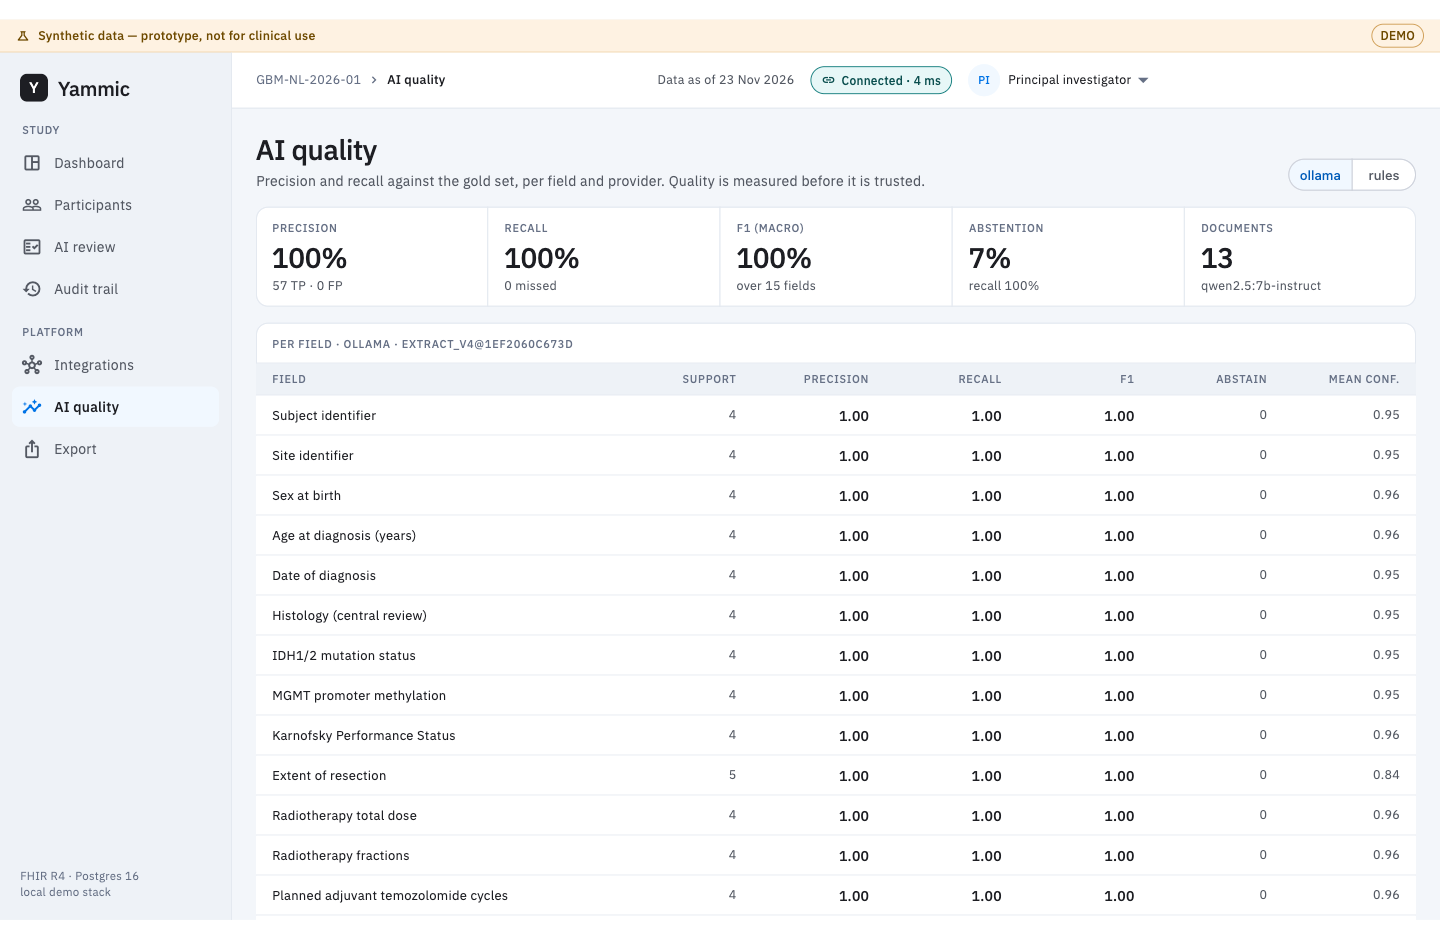 Synthetic data — prototype, not for clinical use
DEMO
Y Yammic
STUDY
Dashboard
Participants
AI review
Audit trail
PLATFORM
Integrations
AI quality
Export
FHIR R4 · Postgres 16
local demo stack
GBM-NL-2026-01 > AI quality
Data as of 23 Nov 2026
Connected · 4 ms
PI Principal investigator
AI quality
Precision and recall against the gold set, per field and provider. Quality is measured before it is trusted.
ollama rules
PRECISION
100%
57 TP · 0 FP
RECALL
100%
0 missed
F1 (MACRO)
100%
over 15 fields
ABSTENTION
7%
recall 100%
DOCUMENTS
13
qwen2.5:7b-instruct
PER FIELD · OLLAMA · EXTRACT_V4@1EF2060C673D
FIELD SUPPORT PRECISION RECALL F1 ABSTAIN MEAN CONF.
Subject identifier 4 1.00 1.00 1.00 0 0.95
Site identifier 4 1.00 1.00 1.00 0 0.95
Sex at birth 4 1.00 1.00 1.00 0 0.96
Age at diagnosis (years) 4 1.00 1.00 1.00 0 0.96
Date of diagnosis 4 1.00 1.00 1.00 0 0.95
Histology (central review) 4 1.00 1.00 1.00 0 0.95
IDH1/2 mutation status 4 1.00 1.00 1.00 0 0.95
MGMT promoter methylation 4 1.00 1.00 1.00 0 0.95
Karnofsky Performance Status 4 1.00 1.00 1.00 0 0.96
Extent of resection 5 1.00 1.00 1.00 0 0.84
Radiotherapy total dose 4 1.00 1.00 1.00 0 0.96
Radiotherapy fractions 4 1.00 1.00 1.00 0 0.96
Planned adjuvant temozolomide cycles 4 1.00 1.00 1.00 0 0.96